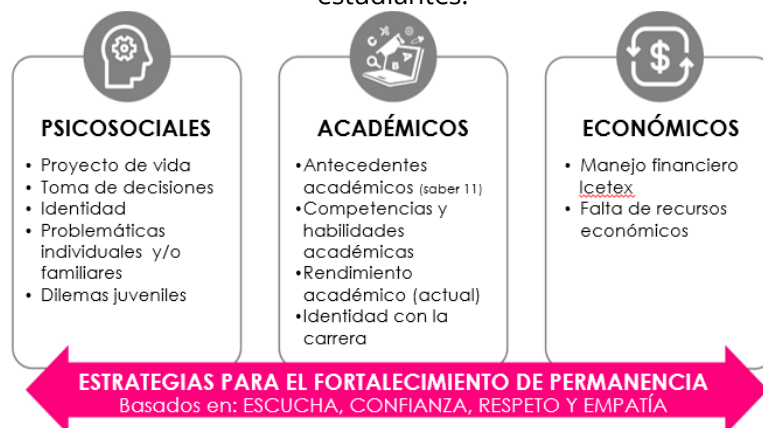 estudiantes.
PSICOSOCIALES
• Proyecto de vida
• Toma de decisiones
• Identidad
• Problemáticas
individuales y/o
familiares
• Dilemas juveniles
ACADÉMICOS
•Antecedentes
académicos (saber 11)
•Competencias y
habilidades
académicas
•Rendimiento
académico (actual)
•Identidad con la
carrera
$
ECONÓMICOS
• Manejo financiero
Icetex
• Falta de recursos
económicos
ESTRATEGIAS PARA EL FORTALECIMIENTO DE PERMANENCIA
Basados en: ESCUCHA, CONFIANZA, RESPETO Y EMPATÍA